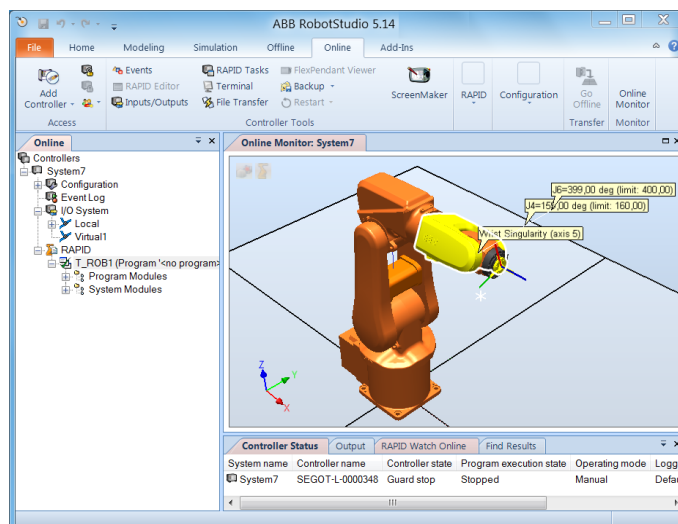 ABB RobotStudio 5.14
File Home Modeling Simulation Offline Online Add-Ins
Add Controller
Events
RAPID Editor
Inputs/Outputs
RAPID Tasks
Terminal
File Transfer
FlexPendant Viewer
Backup
Restart
ScreenMaker
RAPID
Configuration
Go Offline
Online Monitor
Access Controller Tools Transfer Monitor
Online
Controllers
System7
Configuration
Event Log
I/O System
Local
Virtual1
RAPID
T_ROB1 (Program '<no program>
Program Modules
System Modules
Online Monitor: System7
J6=399,00 deg (limit: 400,00)
J4=155,00 deg (limit: 160,00)
Wrist Singularity (axis 5)
Z
Y
X
Controller Status Output RAPID Watch Online Find Results
System name Controller name Controller state Program execution state Operating mode Logg
System7 SEGOT-L-0000348 Guard stop Stopped Manual Defau